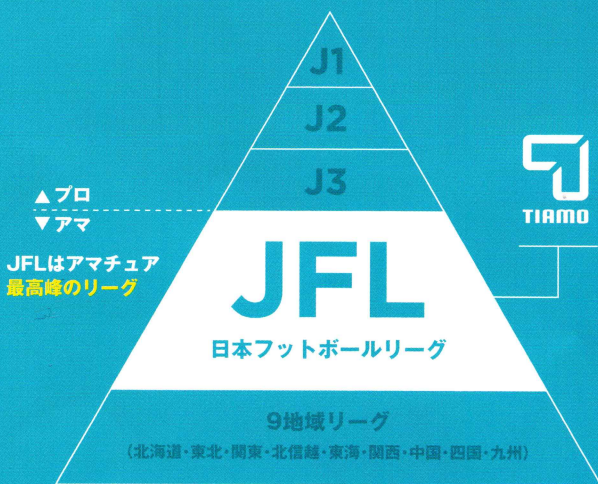 J1
J2
J3
▲プロ
▼アマ
JFLはアマチュア
最高峰のリーグ
JFL
日本フットボールリーグ
TIAMO
9地域リーグ
(北海道・東北・関東・北信越・東海・関西・中国・四国・九州)